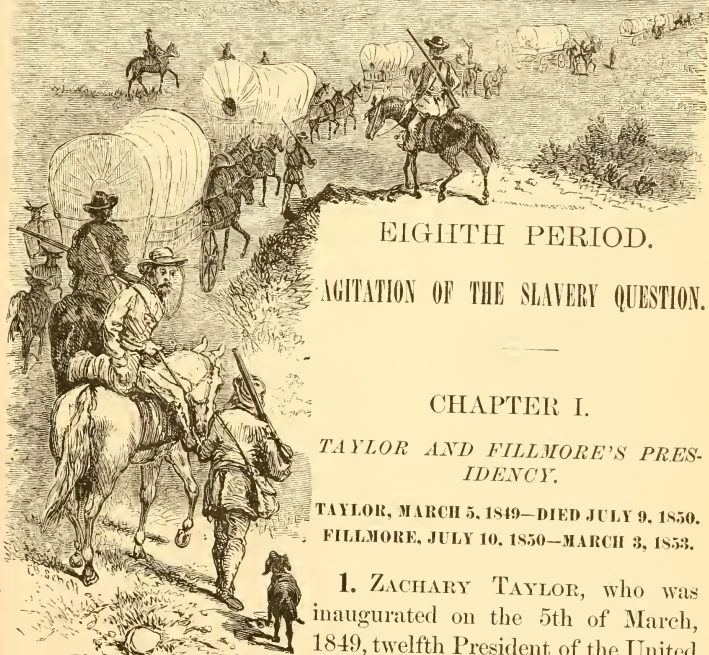 EIGHTH PERIOD.
AGITATION OF THE SLAVERY QUESTION.
CHAPTER I.
TAYLOR AND FILLMORE'S PRES-
IDENCY.
TAYLOR, MARCH 5, 1849—DIED JULY 9, 1850.
FILLMORE, JULY 10, 1850—MARCH 3, 1853.
1. ZACHARY TAYLOR, who was
inaugurated on the 5th of March,
1849, twelfth President of the United